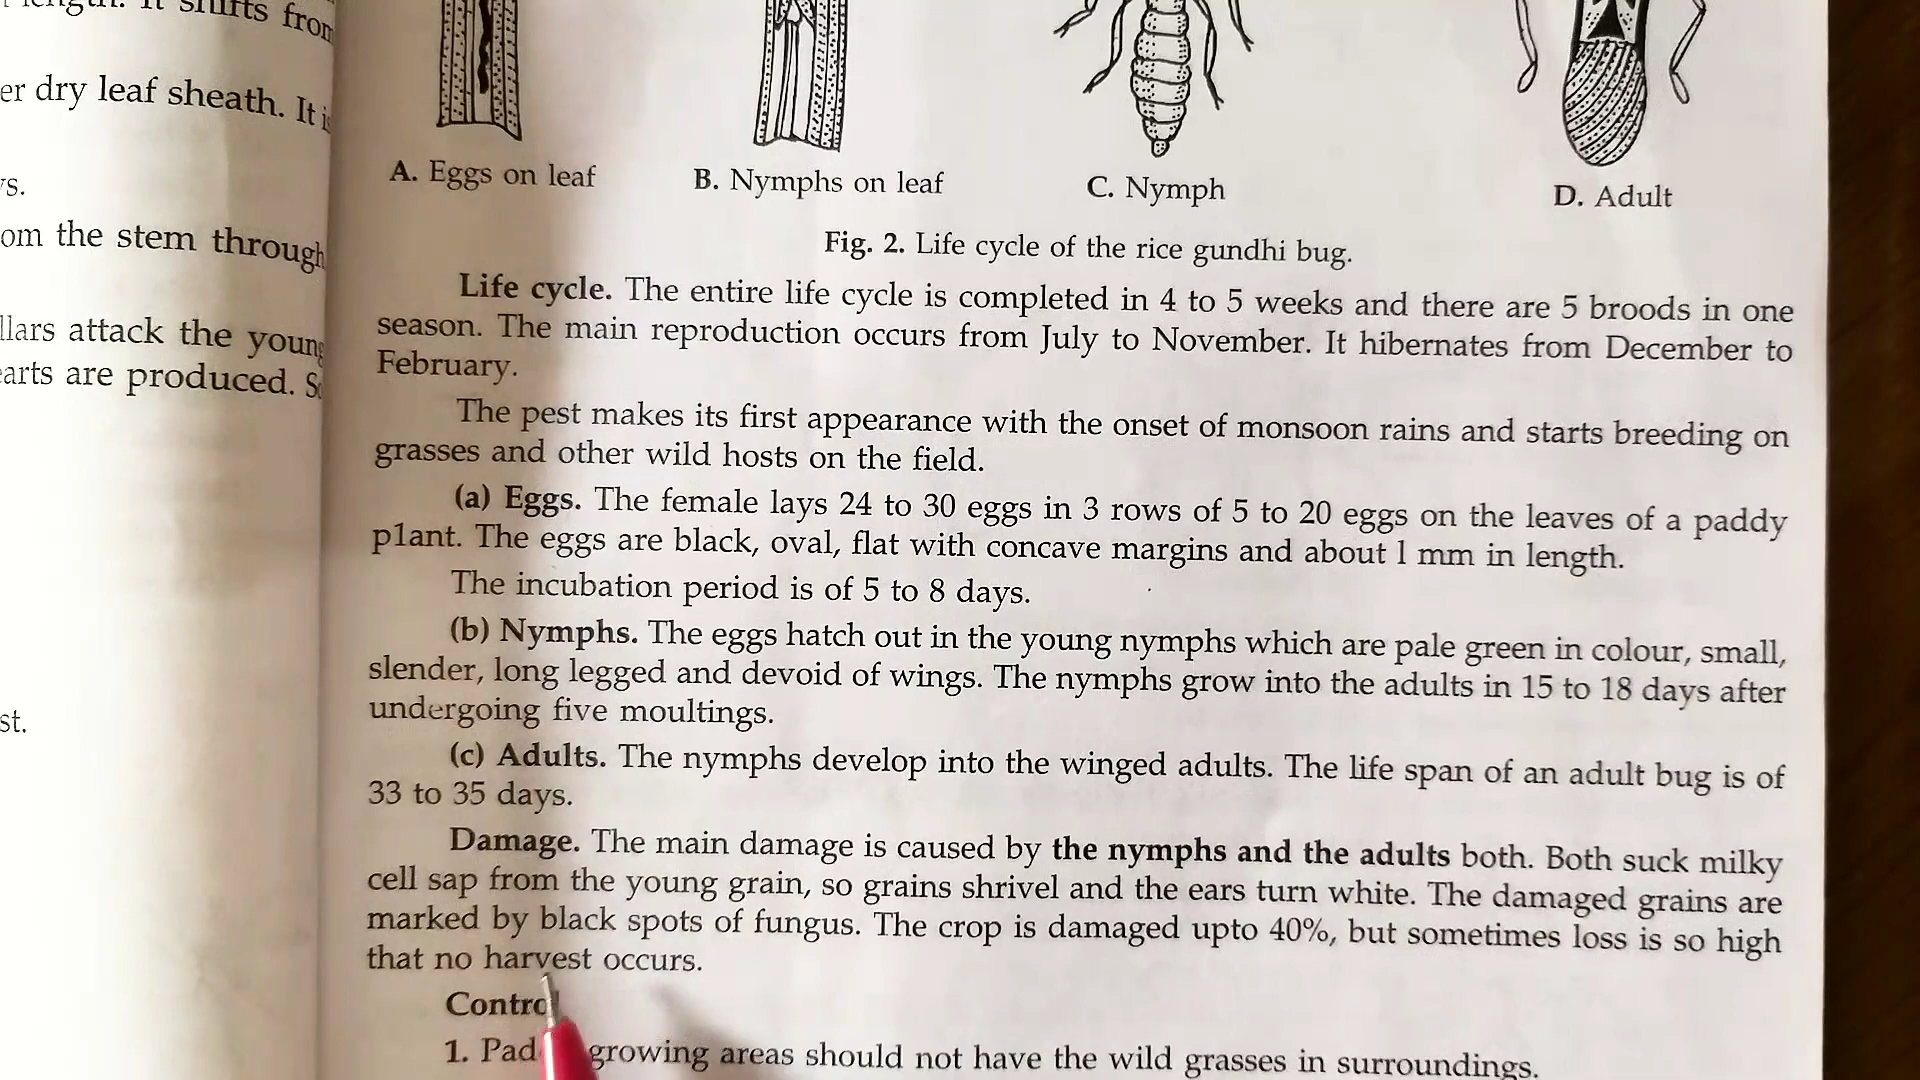 er dry leaf sheath. It
om the stem through
llars attack the young
arts are produced.
st.
A. Eggs on leaf
B. Nymphs on leaf
C. Nymph
D. Adult
Fig. 2. Life cycle of the rice gundhi bug.
Life cycle. The entire life cycle is completed in 4 to 5 weeks and there are 5 broods in one
season. The main reproduction occurs from July to November. It hibernates from December to
February.
The pest makes its first appearance with the onset of monsoon rains and starts breeding on
grasses and other wild hosts on the field.
(a) Eggs. The female lays 24 to 30 eggs in 3 rows of 5 to 20 eggs on the leaves of a paddy
p1ant. The eggs are black, oval, flat with concave margins and about 1 mm in length.
The incubation period is of 5 to 8 days.
(b) Nymphs. The eggs hatch out in the young nymphs which are pale green in colour, small,
slender, long legged and devoid of wings. The nymphs grow into the adults in 15 to 18 days after
undergoing five moultings.
(c) Adults. The nymphs develop into the winged adults. The life span of an adult bug is of
33 to 35 days.
Damage. The main damage is caused by the nymphs and the adults both. Both suck milky
cell sap from the young grain, so grains shrivel and the ears turn white. The damaged grains are
marked by black spots of fungus. The crop is damaged upto 40%, but sometimes loss is so high
that no harvest occurs.
Contro
1. Pad growing areas should not have the wild grasses in surroundings.